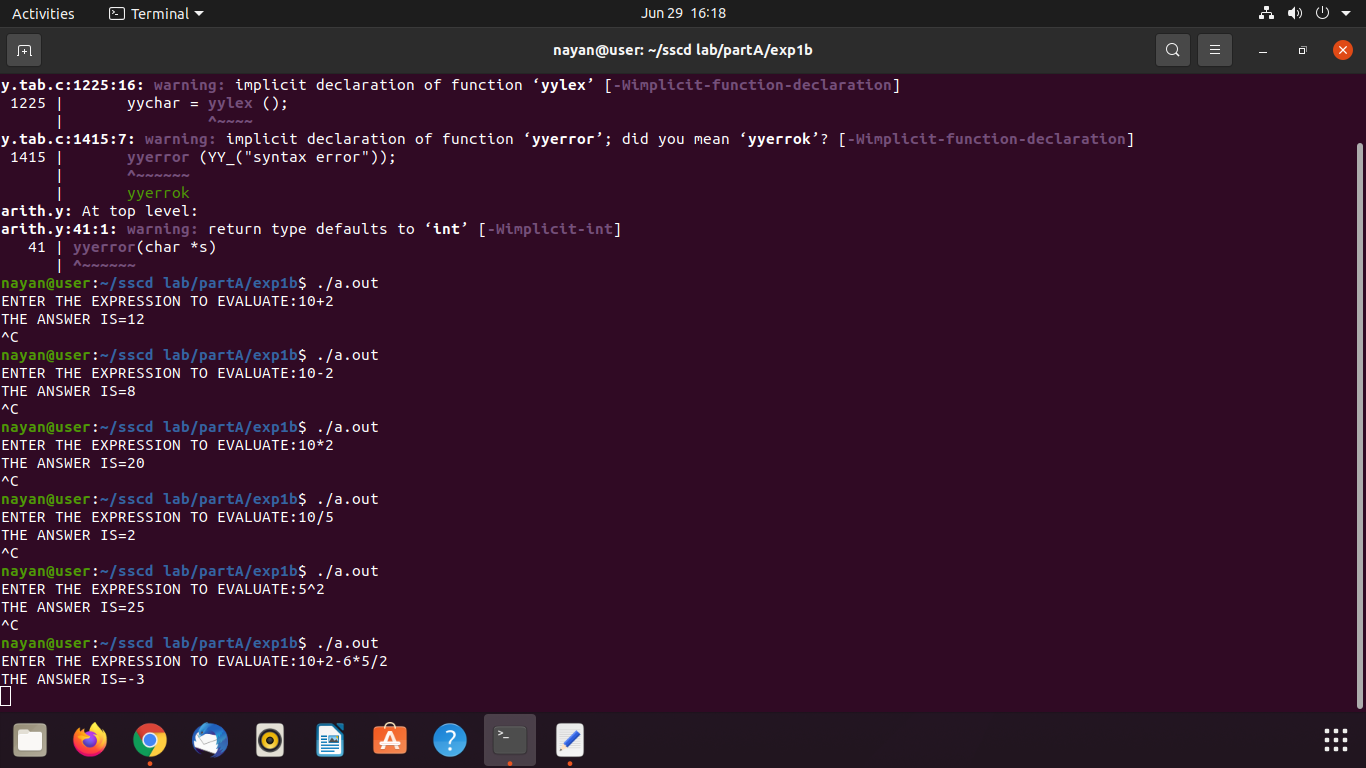 Activities Terminal Jun 29 16:18
nayan@user: ~/sscd lab/partA/exp1b
y.tab.c:1225:16: warning: implicit declaration of function ‘yylex’ [-Wimplicit-function-declaration]
1225 | yychar = yylex ();
| ^~~~~
y.tab.c:1415:7: warning: implicit declaration of function ‘yyerror’; did you mean ‘yyerrok’? [-Wimplicit-function-declaration]
1415 | yyerror (YY_("syntax error"));
| ^~~~~~~
| yyerrok
arith.y: At top level:
arith.y:41:1: warning: return type defaults to ‘int’ [-Wimplicit-int]
41 | yyerror(char *s)
| ^~~~~~~
nayan@user:~/sscd lab/partA/exp1b$ ./a.out
ENTER THE EXPRESSION TO EVALUATE:10+2
THE ANSWER IS=12
^C
nayan@user:~/sscd lab/partA/exp1b$ ./a.out
ENTER THE EXPRESSION TO EVALUATE:10-2
THE ANSWER IS=8
^C
nayan@user:~/sscd lab/partA/exp1b$ ./a.out
ENTER THE EXPRESSION TO EVALUATE:10*2
THE ANSWER IS=20
^C
nayan@user:~/sscd lab/partA/exp1b$ ./a.out
ENTER THE EXPRESSION TO EVALUATE:10/5
THE ANSWER IS=2
^C
nayan@user:~/sscd lab/partA/exp1b$ ./a.out
ENTER THE EXPRESSION TO EVALUATE:5^2
THE ANSWER IS=25
^C
nayan@user:~/sscd lab/partA/exp1b$ ./a.out
ENTER THE EXPRESSION TO EVALUATE:10+2-6*5/2
THE ANSWER IS=-3